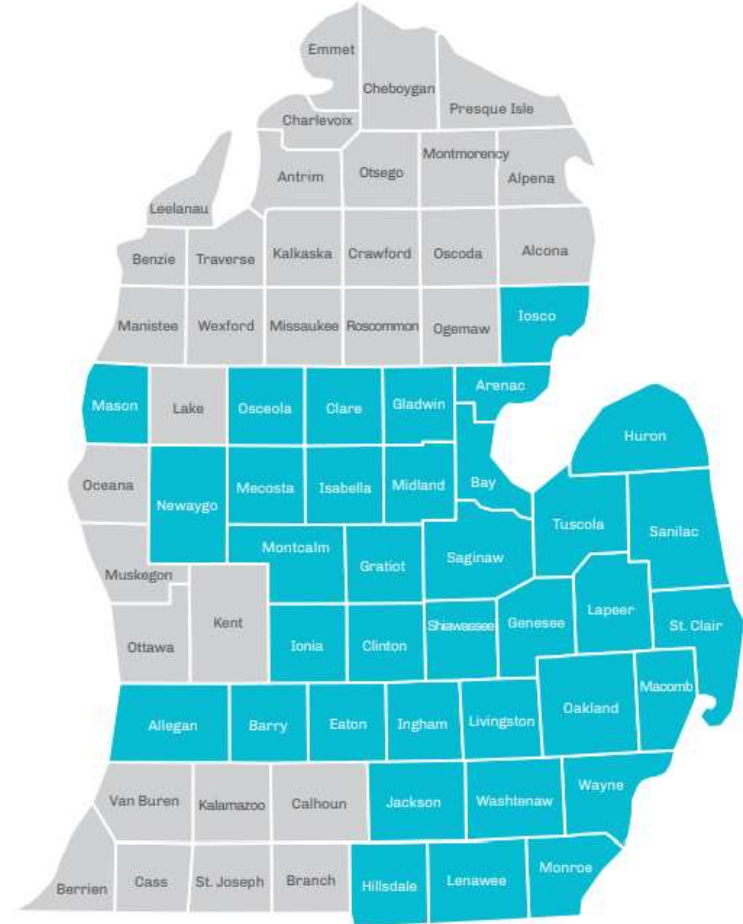 Emmet
Cheboygan
Presque Isle
Charlevoix
Montmorency
Antrim
Otsego
Alpena
Leelanau
Benzie
Traverse
Kalkaska
Crawford
Oscoda
Alcona
Manistee
Wexford
Missaukee
Roscommon
Ogemaw
Iosco
Mason
Lake
Osceola
Clare
Gladwin
Arenac
Huron
Oceana
Newaygo
Mecosta
Isabella
Midland
Bay
Tuscola
Sanilac
Muskegon
Montcalm
Gratiot
Saginaw
Ottawa
Kent
Ionia
Clinton
Shiawassee
Genesee
Lapeer
St. Clair
Allegan
Barry
Eaton
Ingham
Livingston
Oakland
Macomb
Van Buren
Kalamazoo
Calhoun
Jackson
Washtenaw
Wayne
Berrien
Cass
St. Joseph
Branch
Hillsdale
Lenawee
Monroe